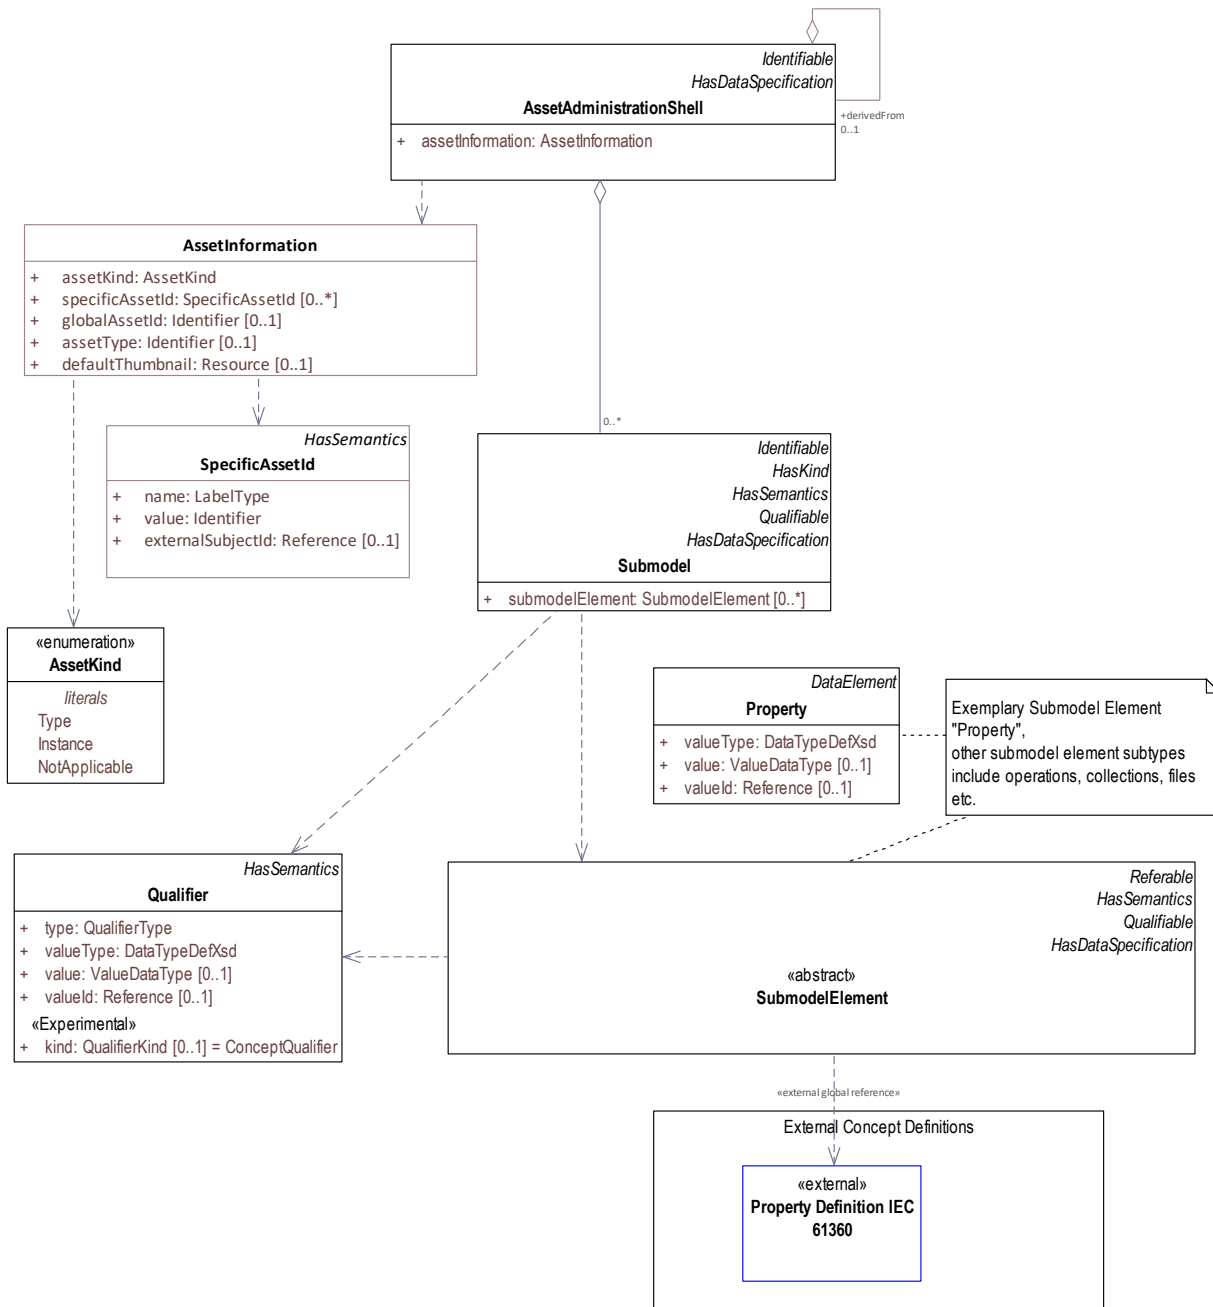 Identifiable
HasDataSpecification
AssetAdministrationShell
+ assetInformation: AssetInformation
+derivedFrom
0..1
AssetInformation
+ assetKind: AssetKind
+ specificAssetId: SpecificAssetId [0..*]
+ globalAssetId: Identifier [0..1]
+ assetType: Identifier [0..1]
+ defaultThumbnail: Resource [0..1]
HasSemantics
SpecificAssetId
+ name: LabelType
+ value: Identifier
+ externalSubjectId: Reference [0..1]
0..*
Identifiable
HasKind
HasSemantics
Qualifiable
HasDataSpecification
Submodel
+ submodelElement: SubmodelElement [0..*]
«enumeration»
AssetKind
literals
Type
Instance
NotApplicable
DataElement
Property
+ valueType: DataTypeDefXsd
+ value: ValueDataType [0..1]
+ valueId: Reference [0..1]
Exemplary Submodel Element
"Property",
other submodel element subtypes
include operations, collections, files
etc.
HasSemantics
Qualifier
+ type: QualifierType
+ valueType: DataTypeDefXsd
+ value: ValueDataType [0..1]
+ valueId: Reference [0..1]
«Experimental»
+ kind: QualifierKind [0..1] = ConceptQualifier
Referable
HasSemantics
Qualifiable
HasDataSpecification
«abstract»
SubmodelElement
«external global reference»
External Concept Definitions
«external»
Property Definition IEC
61360